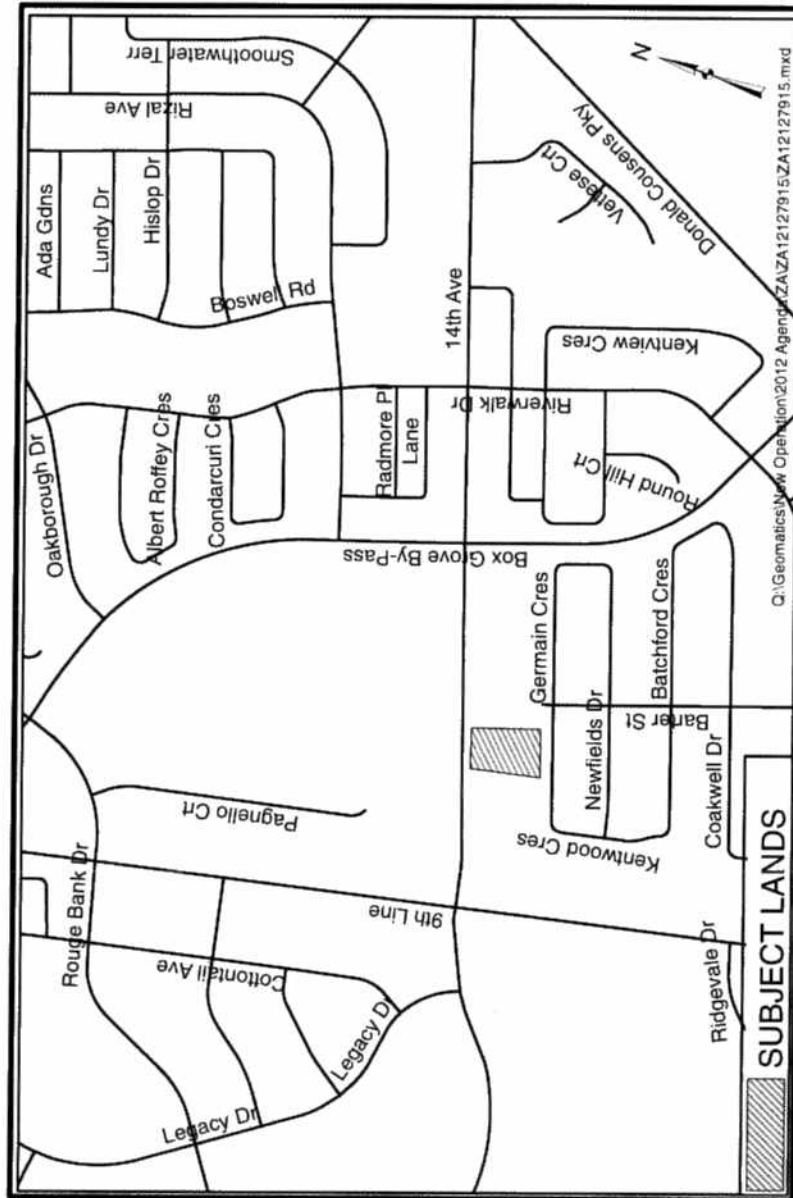 Smoothwater Terr
Rizal Ave
Ada Gdns
Lundy Dr
Hislop Dr
Boswell Rd
Oakborough Dr
Albert Roffey Cres
Condarcuri Cres
Radmore Pl
Lane
14th Ave
Vettese Crt
Donald Cousens Pky
N
Riverwalk Dr
Kentview Cres
Round Hill Crt
Box Grove By-Pass
Germain Cres
Newfields Dr
Batchford Cres
Barter St
Kentwood Cres
Coakwell Dr
Pagnello Crt
Rouge Bank Dr
9th Line
Cottontail Ave
Legacy Dr
Legacy Dr
Ridgevale Dr
SUBJECT LANDS
Q:\Geomatics\New Operation\2012 Agenda\ZA\ZA12127915\ZA12127915.mxd